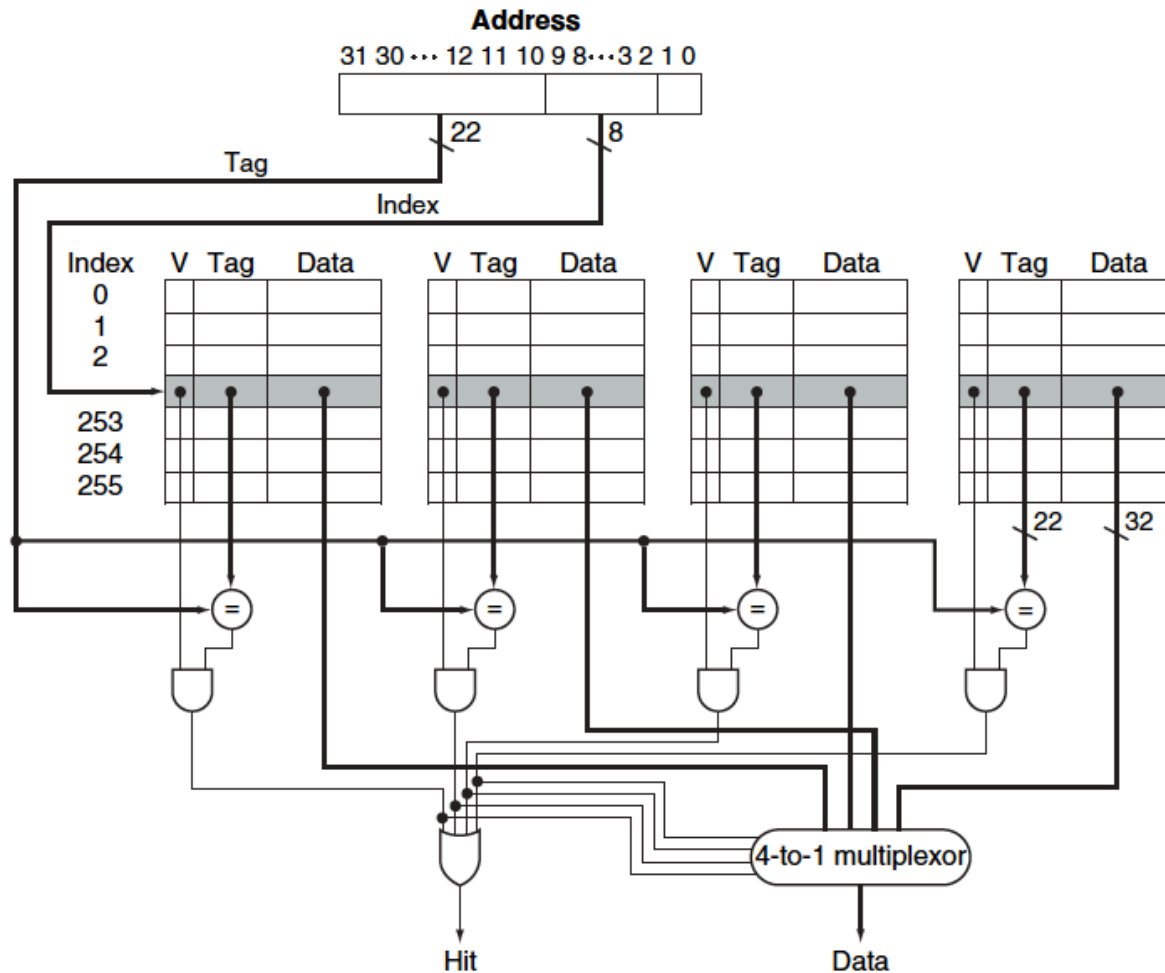 Address
31 30 ··· 12 11 10 9 8···3 2 1 0
22
8
Tag
Index
Index V Tag Data V Tag Data V Tag Data V Tag Data
0
1
2
253
254
255
22
32
= = = =
4-to-1 multiplexor
Hit
Data